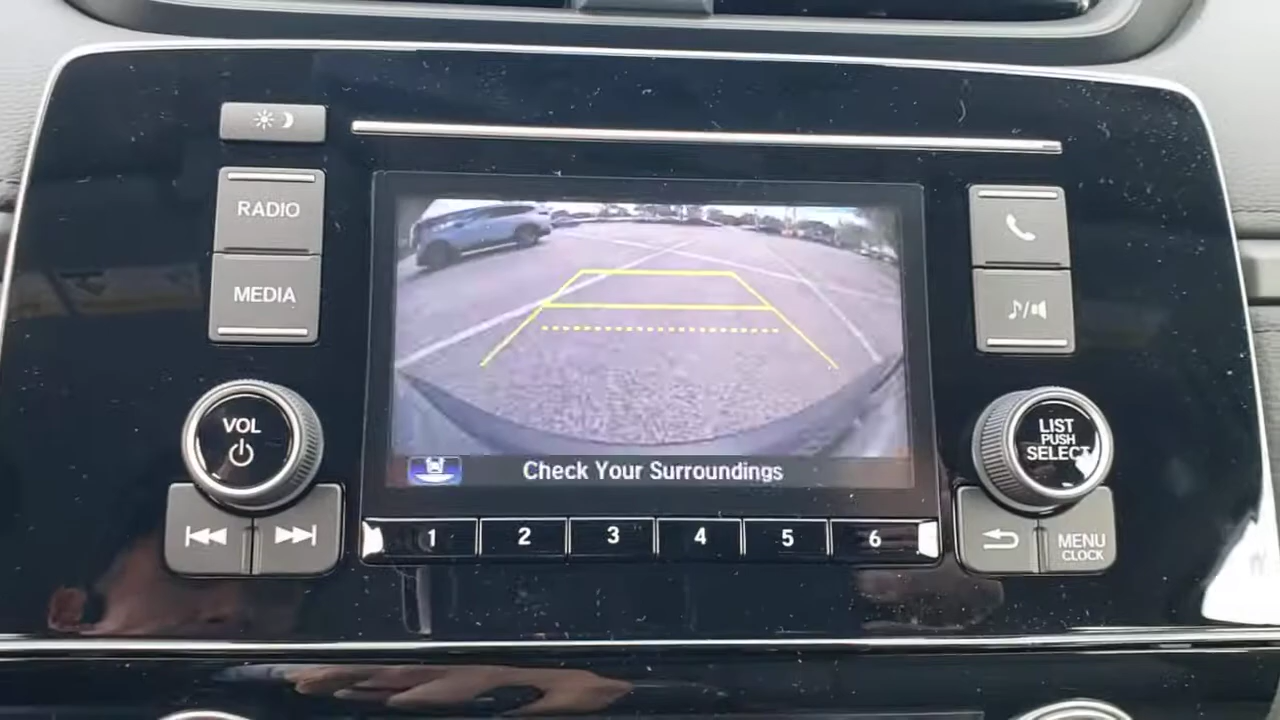 RADIO
MEDIA
VOL
LIST
PUSH
SELECT
Check Your Surroundings
1 2 3 4 5 6
MENU
CLOCK